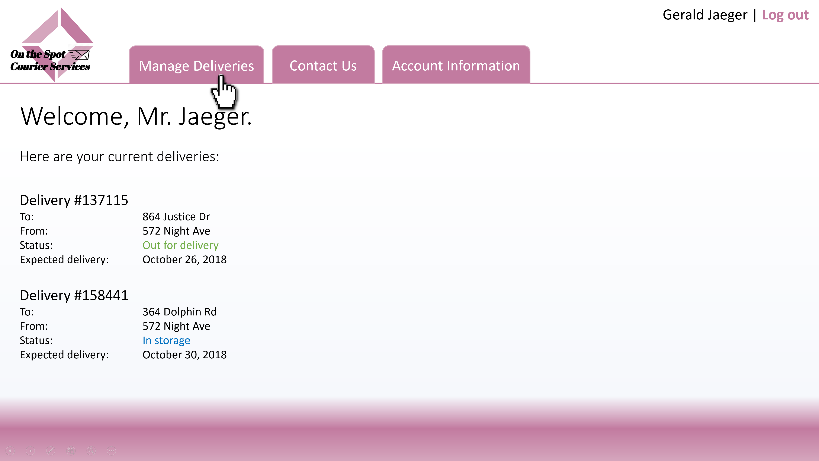 Gerald Jaeger | Log out
On the Spot
Courier Services
Manage Deliveries
Contact Us
Account Information
Welcome, Mr. Jaeger.
Here are your current deliveries:
Delivery #137115
To: 864 Justice Dr
From: 572 Night Ave
Status: Out for delivery
Expected delivery: October 26, 2018
Delivery #158441
To: 364 Dolphin Rd
From: 572 Night Ave
Status: In storage
Expected delivery: October 30, 2018